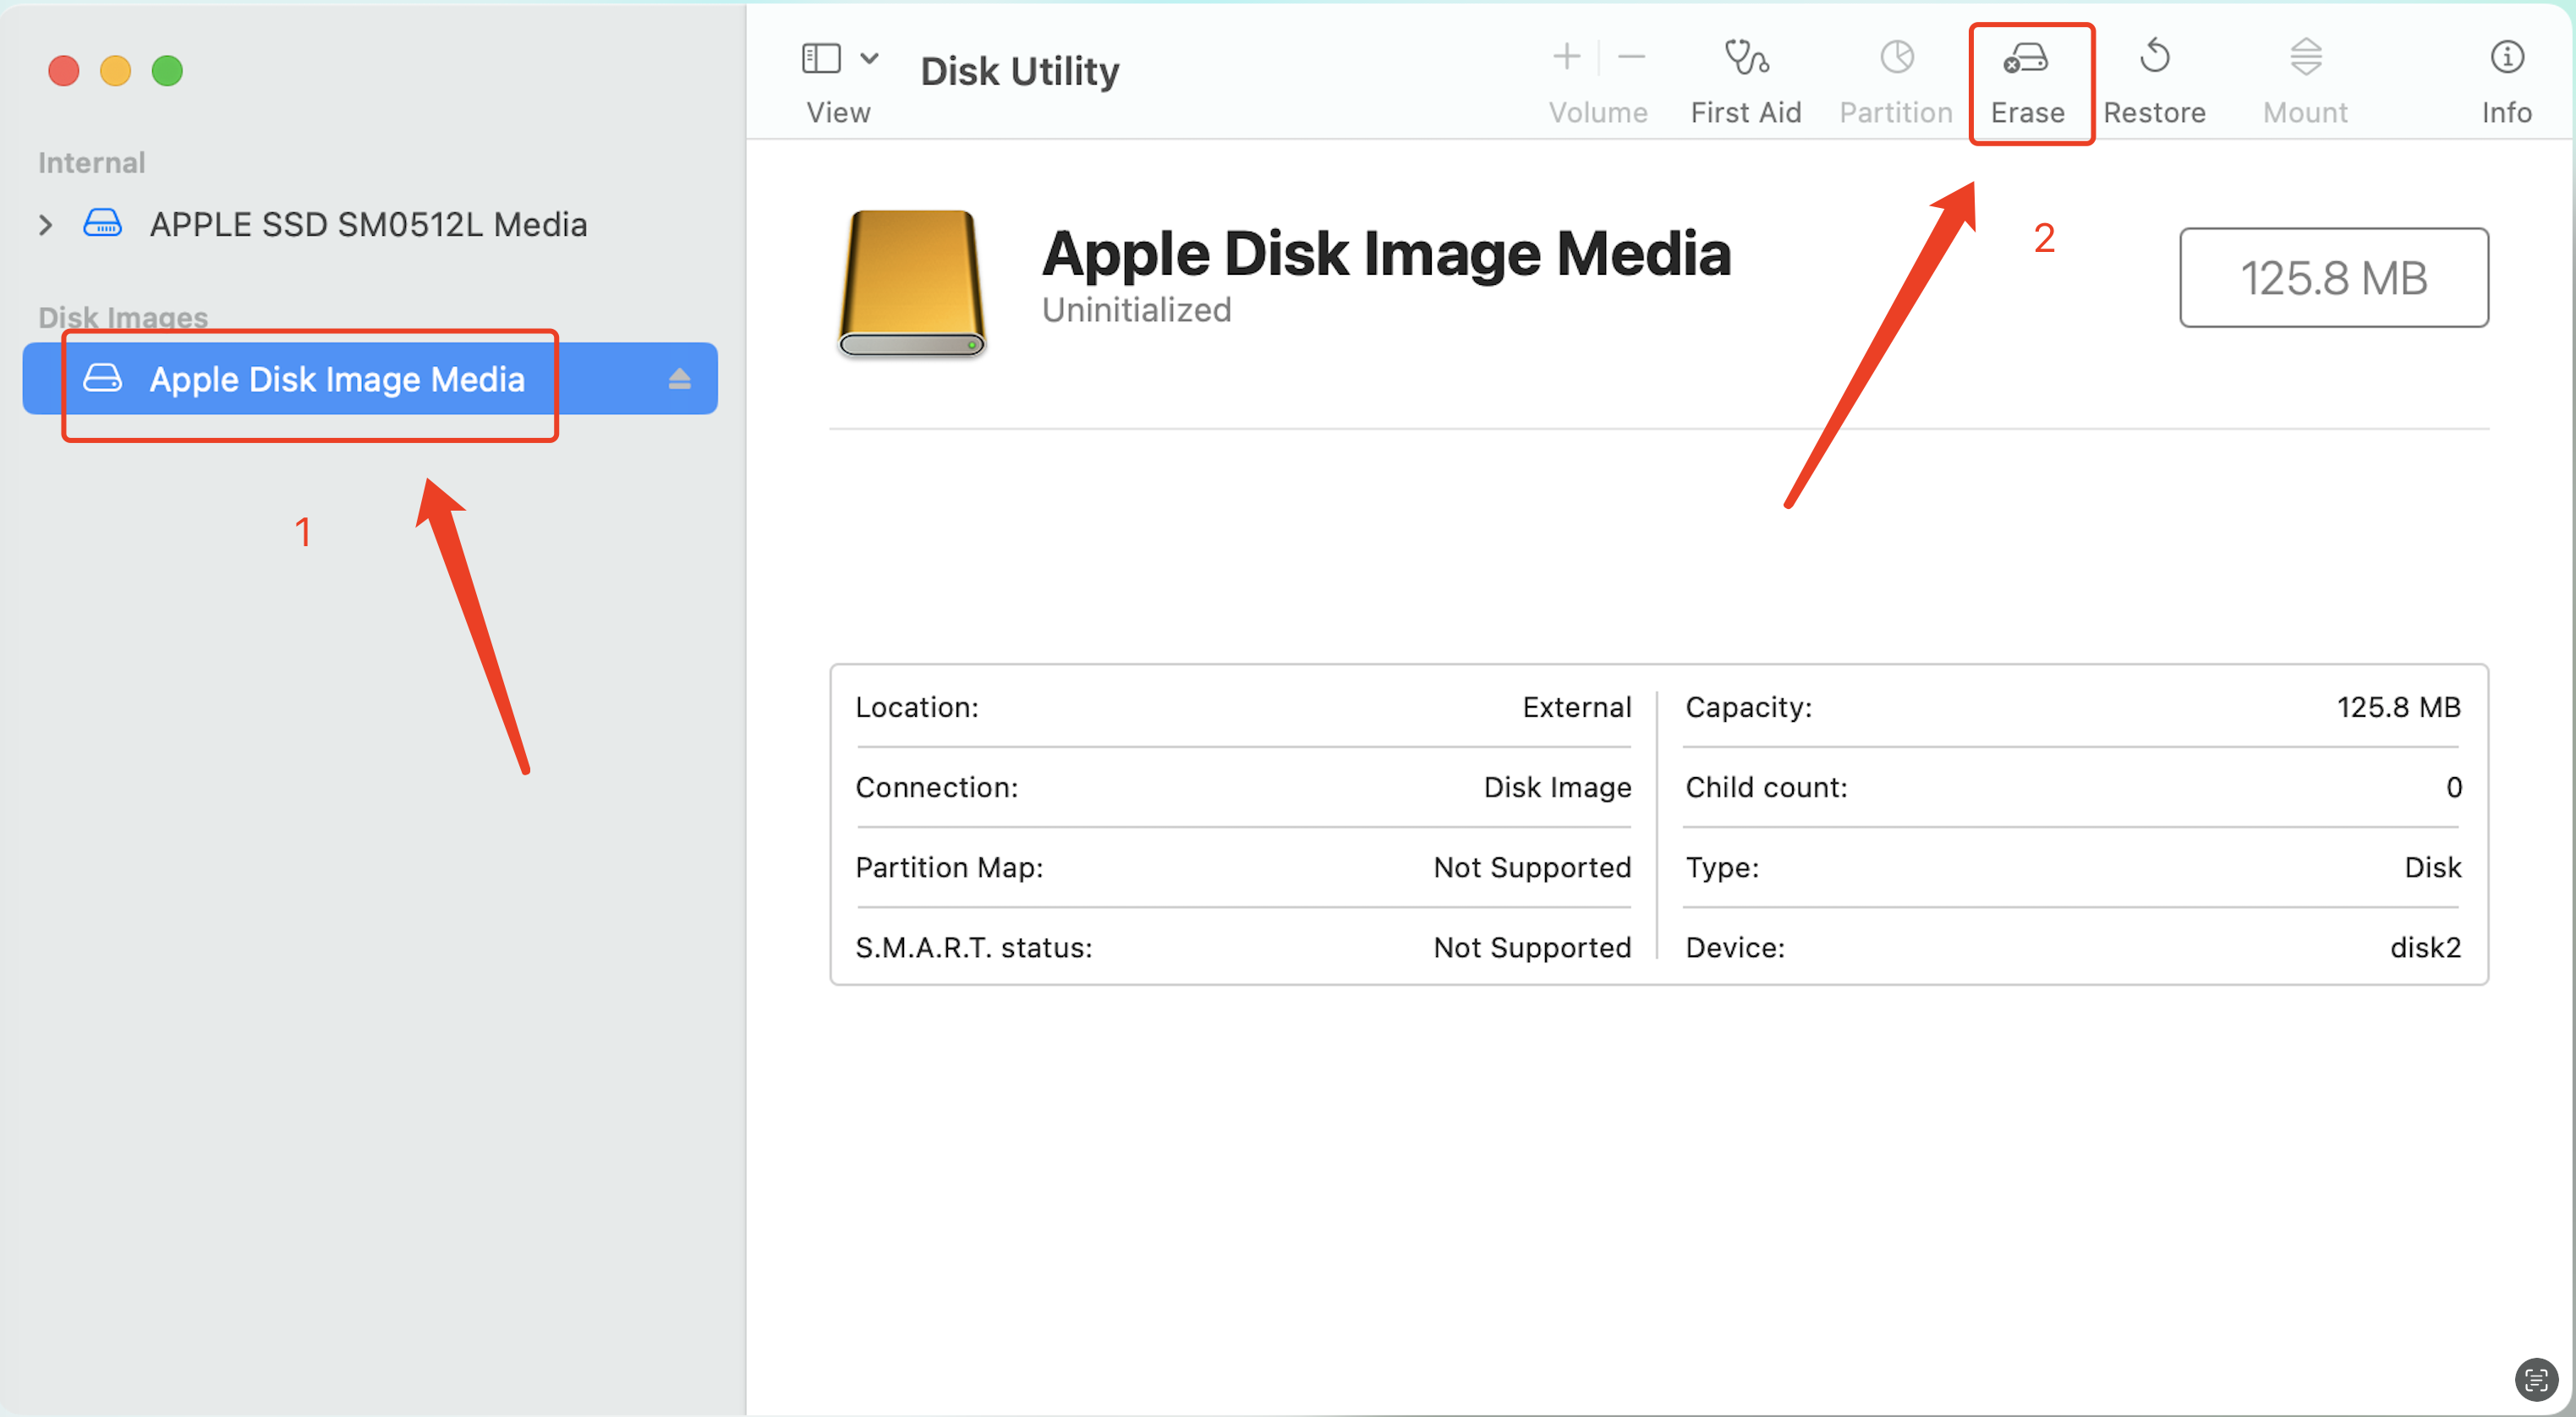 Disk Utility
View
Volume
First Aid
Partition
Erase
Restore
Mount
Info
Internal
APPLE SSD SM0512L Media
Disk Images
Apple Disk Image Media
1
2
Apple Disk Image Media
Uninitialized
125.8 MB
Location: External
Capacity: 125.8 MB
Connection: Disk Image
Child count: 0
Partition Map: Not Supported
Type: Disk
S.M.A.R.T. status: Not Supported
Device: disk2